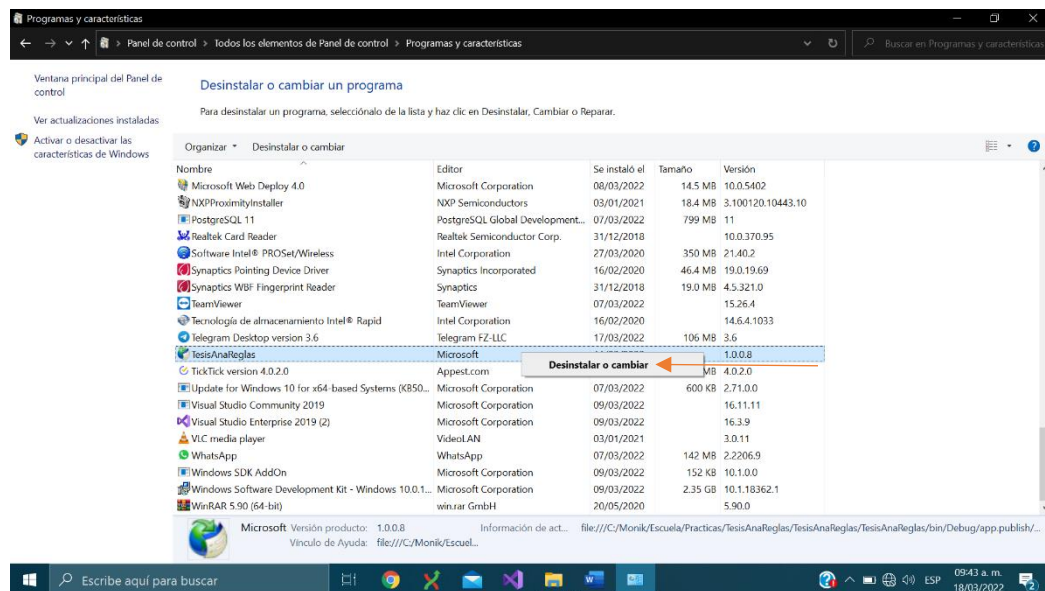 Programas y características
Panel de control > Todos los elementos de Panel de control > Programas y características
Buscar en Programas y características
Ventana principal del Panel de
control
Ver actualizaciones instaladas
Activar o desactivar las
características de Windows
Desinstalar o cambiar un programa
Para desinstalar un programa, selecciónalo de la lista y haz clic en Desinstalar, Cambiar o Reparar.
Organizar Desinstalar o cambiar
Nombre Editor Se instaló el Tamaño Versión
Microsoft Web Deploy 4.0 Microsoft Corporation 08/03/2022 14.5 MB 10.0.5402
NXPProximityInstaller NXP Semiconductors 03/01/2021 18.4 MB 3.100120.10443.10
PostgreSQL 11 PostgreSQL Global Development... 07/03/2022 799 MB 11
Realtek Card Reader Realtek Semiconductor Corp. 31/12/2018 10.0.370.95
Software Intel® PROSet/Wireless Intel Corporation 27/03/2020 350 MB 21.40.2
Synaptics Pointing Device Driver Synaptics Incorporated 16/02/2020 46.4 MB 19.0.19.69
Synaptics WBF Fingerprint Reader Synaptics 31/12/2018 19.0 MB 4.5.321.0
TeamViewer TeamViewer 07/03/2022 15.26.4
Tecnología de almacenamiento Intel® Rapid Intel Corporation 16/02/2020 14.6.4.1033
Telegram Desktop version 3.6 Telegram FZ-LLC 17/03/2022 106 MB 3.6
TesisAnaReglas Microsoft 1.0.0.8
Desinstalar o cambiar
TickTick version 4.0.2.0 Appest.com MB 4.0.2.0
Update for Windows 10 for x64-based Systems (KB50... Microsoft Corporation 07/03/2022 600 KB 2.71.0.0
Visual Studio Community 2019 Microsoft Corporation 09/03/2022 16.11.11
Visual Studio Enterprise 2019 (2) Microsoft Corporation 09/03/2022 16.3.9
VLC media player VideoLAN 03/01/2021 3.0.11
WhatsApp WhatsApp 07/03/2022 142 MB 2.2206.9
Windows SDK AddOn Microsoft Corporation 09/03/2022 152 KB 10.1.0.0
Windows Software Development Kit - Windows 10.0.1... Microsoft Corporation 09/03/2022 2.35 GB 10.1.18362.1
WinRAR 5.90 (64-bit) win.rar GmbH 20/05/2020 5.90.0
Microsoft Versión producto: 1.0.0.8 Información de act... file:///C:/Monik/Escuela/Practicas/TesisAnaReglas/TesisAnaReglas/TesisAnaReglas/bin/Debug/app.publish/...
Vínculo de Ayuda: file:///C:/Monik/Escuel...
Escribe aquí para buscar
ESP
09:43 a. m.
18/03/2022
2